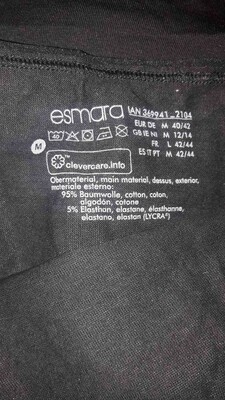 esmara IAN 369941_2104
EUR DE M 40/42
GB IE NI M 12/14
FR L 42/44
ES IT PT M 42/44
M
clevercare.info
Obermaterial, main material, dessus, exterior,
materiale esterno:
95% Baumwolle, cotton, coton,
algodón, cotone
5% Elasthan, elastane, élasthanne,
elastano, elastan (LYCRA®)